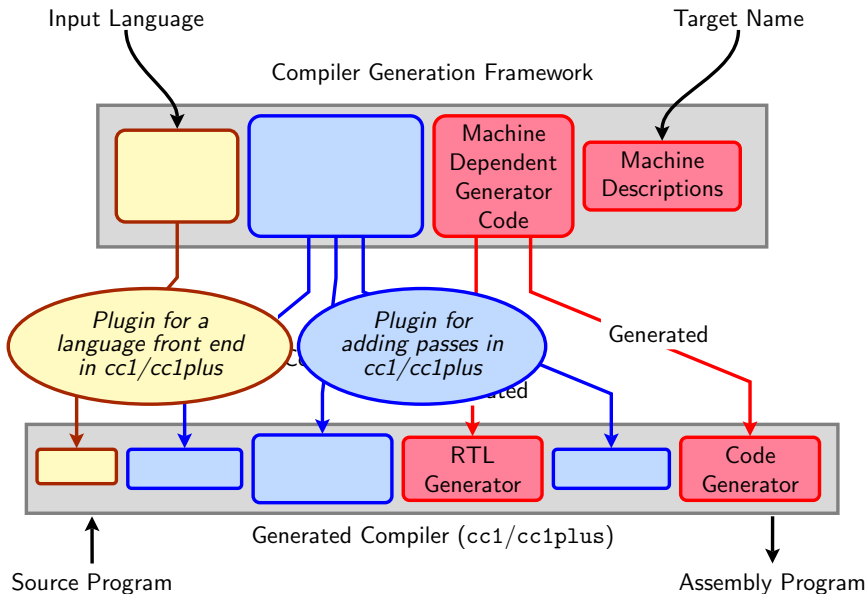 Input Language
Target Name
Compiler Generation Framework
Machine
Dependent
Generator
Code
Machine
Descriptions
Plugin for a
language front end
in cc1/cc1plus
Plugin for
adding passes in
cc1/cc1plus
Generated
RTL
Generator
Code
Generator
Generated Compiler (cc1/cc1plus)
Source Program
Assembly Program